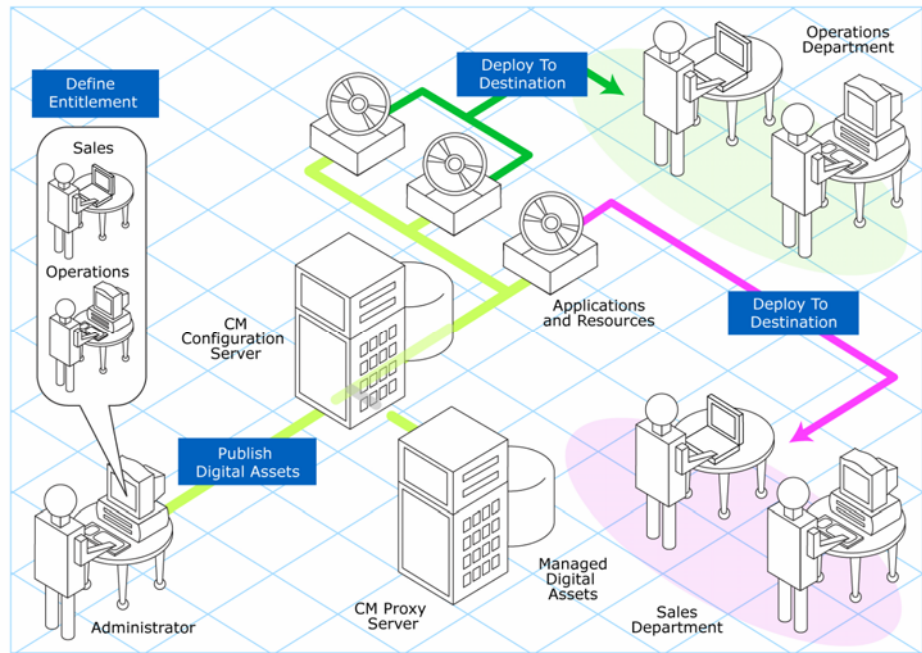 Define
Entitlement
Sales
Operations
Deploy To
Destination
Operations
Department
CM
Configuration
Server
Applications
and Resources
Deploy To
Destination
Publish
Digital Assets
Administrator
CM Proxy
Server
Managed
Digital
Assets
Sales
Department